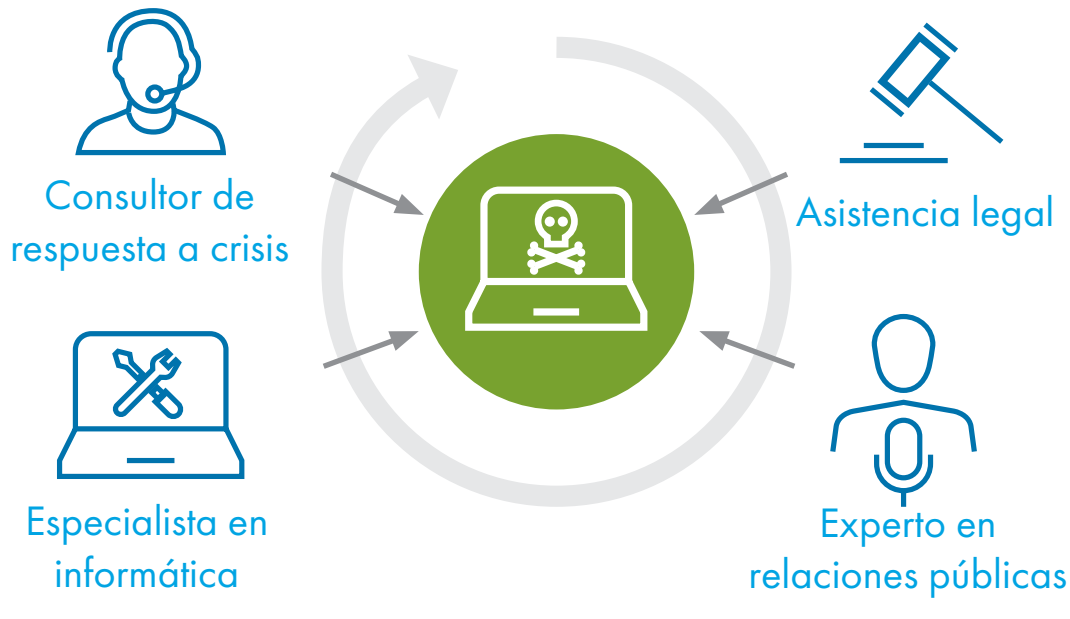 Consultor de
respuesta a crisis
Asistencia legal
Especialista en
informática
Experto en
relaciones públicas